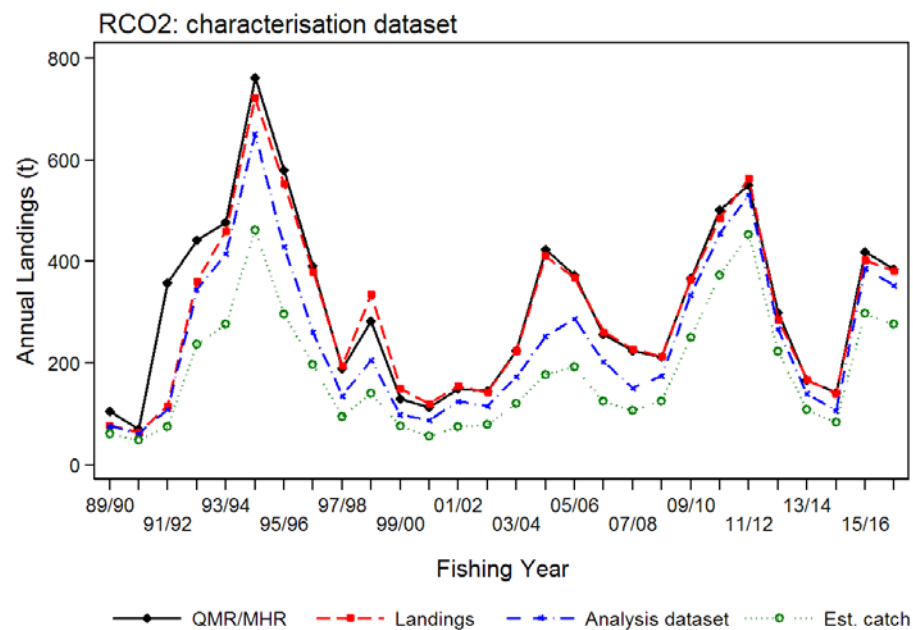 RCO2: characterisation dataset
800
600
400
200
0
Annual Landings (t)
89/90 93/94 97/98 01/02 05/06 09/10 13/14
91/92 95/96 99/00 03/04 07/08 11/12 15/16
Fishing Year
QMR/MHR Landings Analysis dataset Est. catch